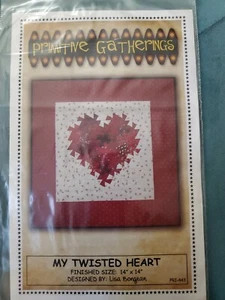 PRIMITIVE GATHERINGS
MY TWISTED HEART
FINISHED SIZE: 14" x 14"
DESIGNED BY: Lisa Bongean